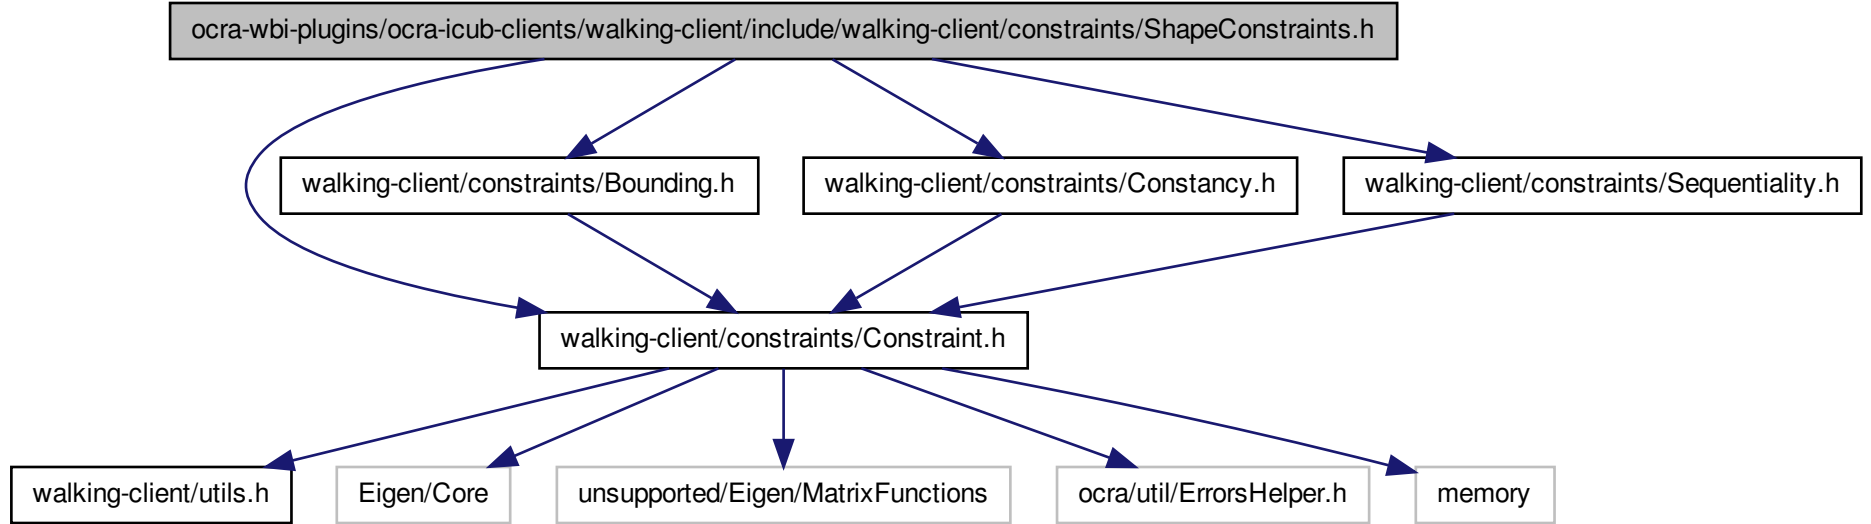 ocra-wbi-plugins/ocra-icub-clients/walking-client/include/walking-client/constraints/ShapeConstraints.h
walking-client/constraints/Bounding.h
walking-client/constraints/Constancy.h
walking-client/constraints/Sequentiality.h
walking-client/constraints/Constraint.h
walking-client/utils.h
Eigen/Core
unsupported/Eigen/MatrixFunctions
ocra/util/ErrorsHelper.h
memory